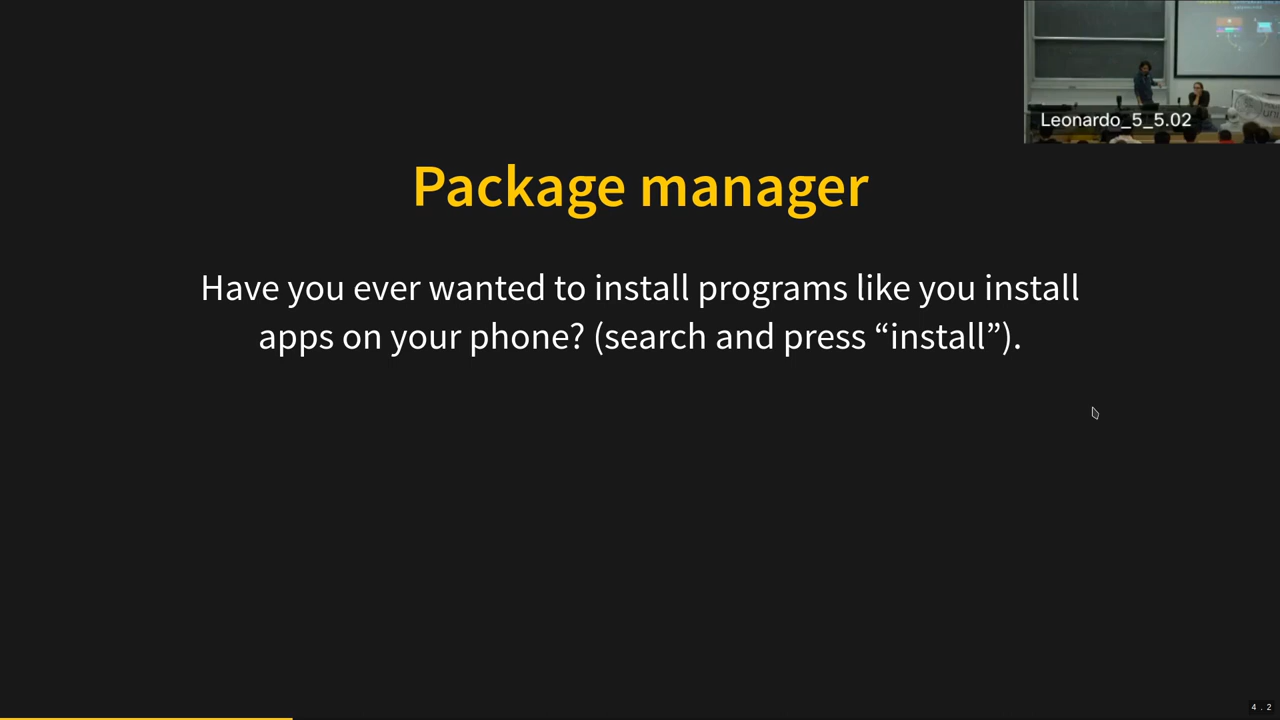 Leonardo_5_5.02
Package manager
Have you ever wanted to install programs like you install
apps on your phone? (search and press “install”).
4.2